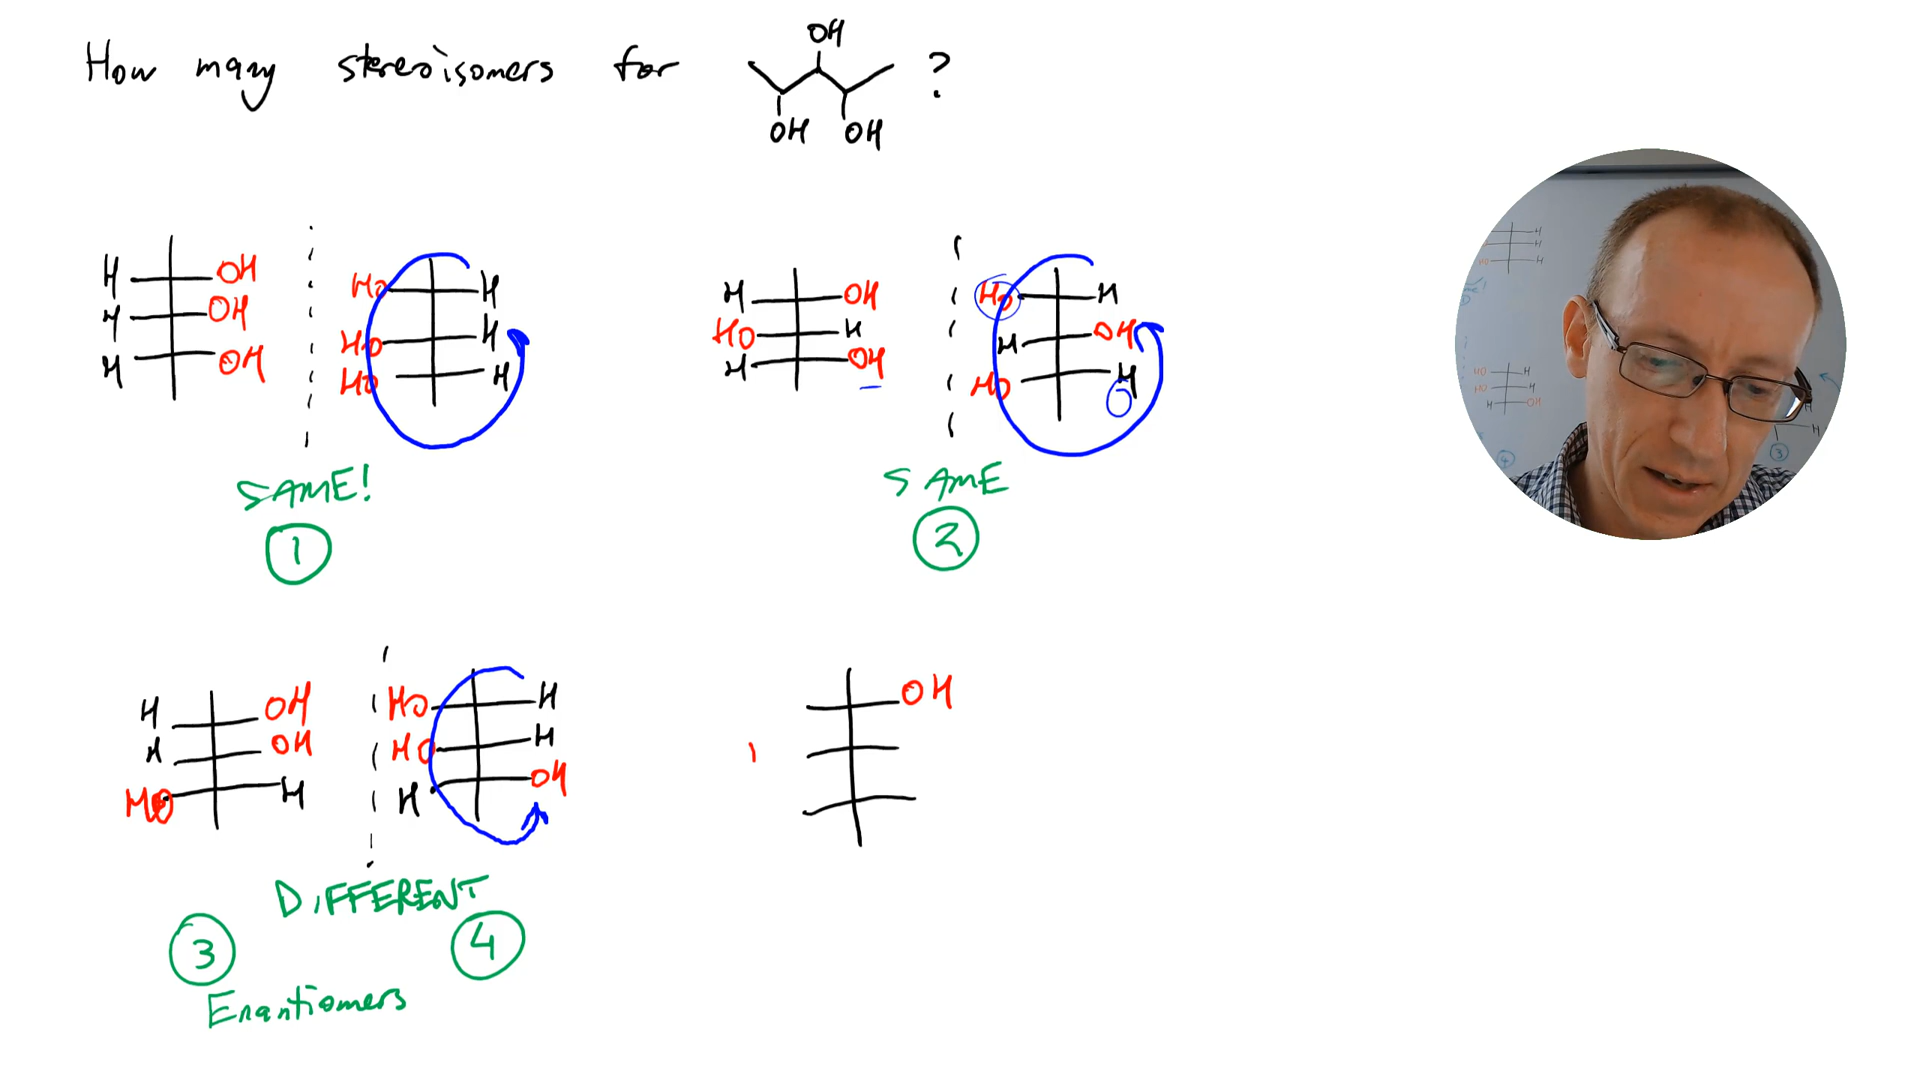 How many stereoisomers for ?
OH
OH OH
H OH HO H
H OH HO H
H OH HO H
SAME!
1
H OH HO H
HO H H OH
H OH HO H
SAME
2
H OH HO H
H OH HO H
HO H H OH
DIFFERENT
3 4
Enantiomers
OH